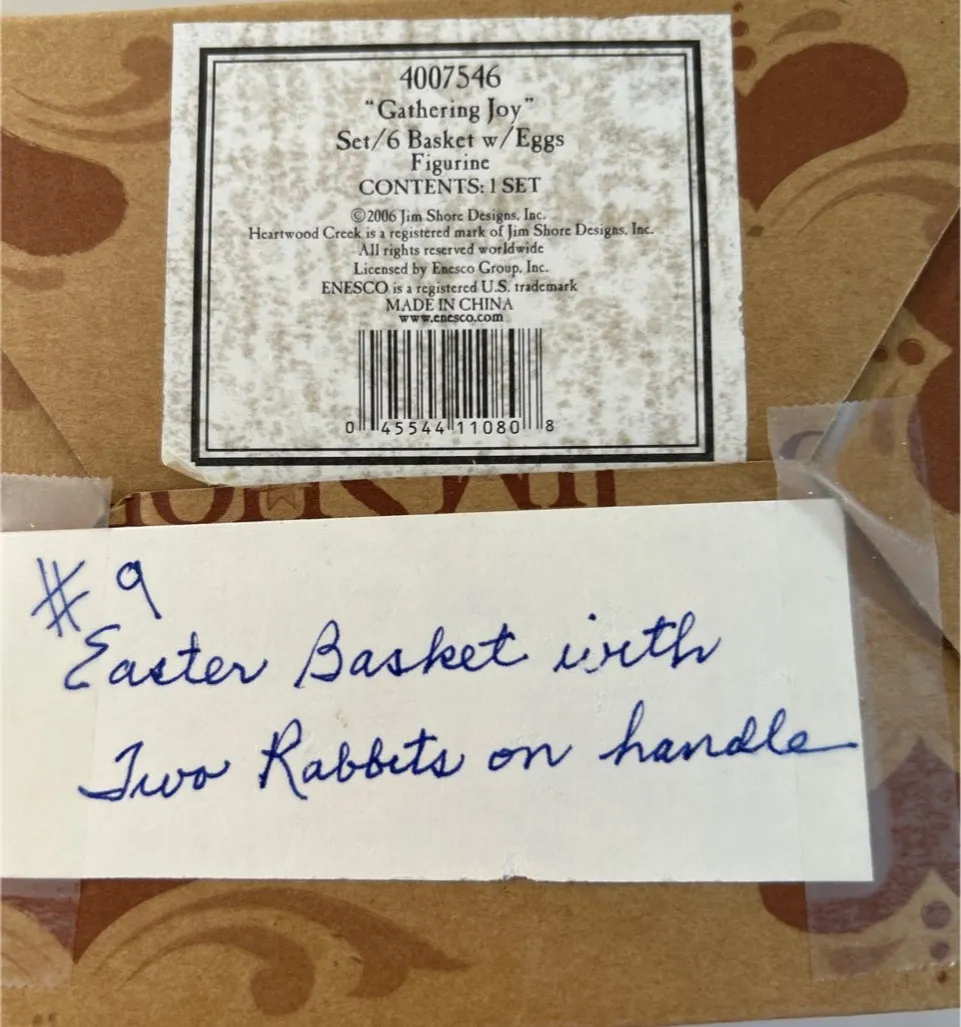 4007546
“Gathering Joy”
Set/6 Basket w/Eggs
Figurine
CONTENTS: 1 SET
©2006 Jim Shore Designs, Inc.
Heartwood Creek is a registered mark of Jim Shore Designs, Inc.
All rights reserved worldwide
Licensed by Enesco Group, Inc.
ENESCO is a registered U.S. trademark
MADE IN CHINA
www.enesco.com
0 45544 11080 8
#9
Easter Basket with
Two Rabbits on handle